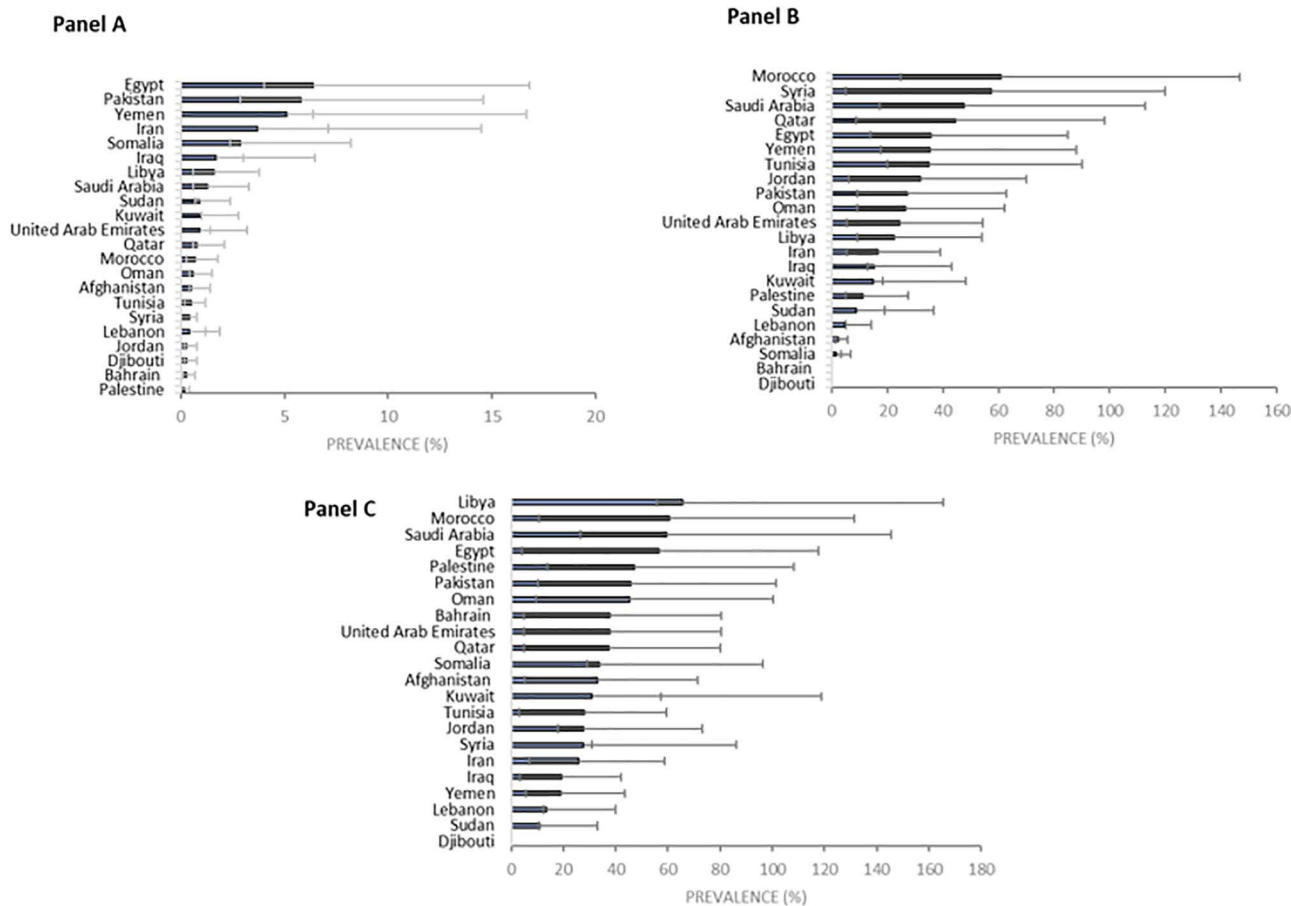 Panel A
Egypt
Pakistan
Yemen
Iran
Somalia
Iraq
Libya
Saudi Arabia
Sudan
Kuwait
United Arab Emirates
Qatar
Morocco
Oman
Afghanistan
Tunisia
Syria
Lebanon
Jordan
Djibouti
Bahrain
Palestine
0 5 10 15 20
PREVALENCE (%)
Panel B
Morocco
Syria
Saudi Arabia
Qatar
Egypt
Yemen
Tunisia
Jordan
Pakistan
Oman
United Arab Emirates
Libya
Iran
Iraq
Kuwait
Palestine
Sudan
Lebanon
Afghanistan
Somalia
Bahrain
Djibouti
0 20 40 60 80 100 120 140 160
PREVALENCE (%)
Panel C
Libya
Morocco
Saudi Arabia
Egypt
Palestine
Pakistan
Oman
Bahrain
United Arab Emirates
Qatar
Somalia
Afghanistan
Kuwait
Tunisia
Jordan
Syria
Iran
Iraq
Yemen
Lebanon
Sudan
Djibouti
0 20 40 60 80 100 120 140 160 180
PREVALENCE (%)